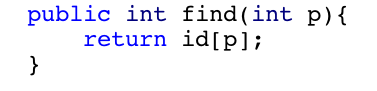 public int find(int p){
    return id[p];
}